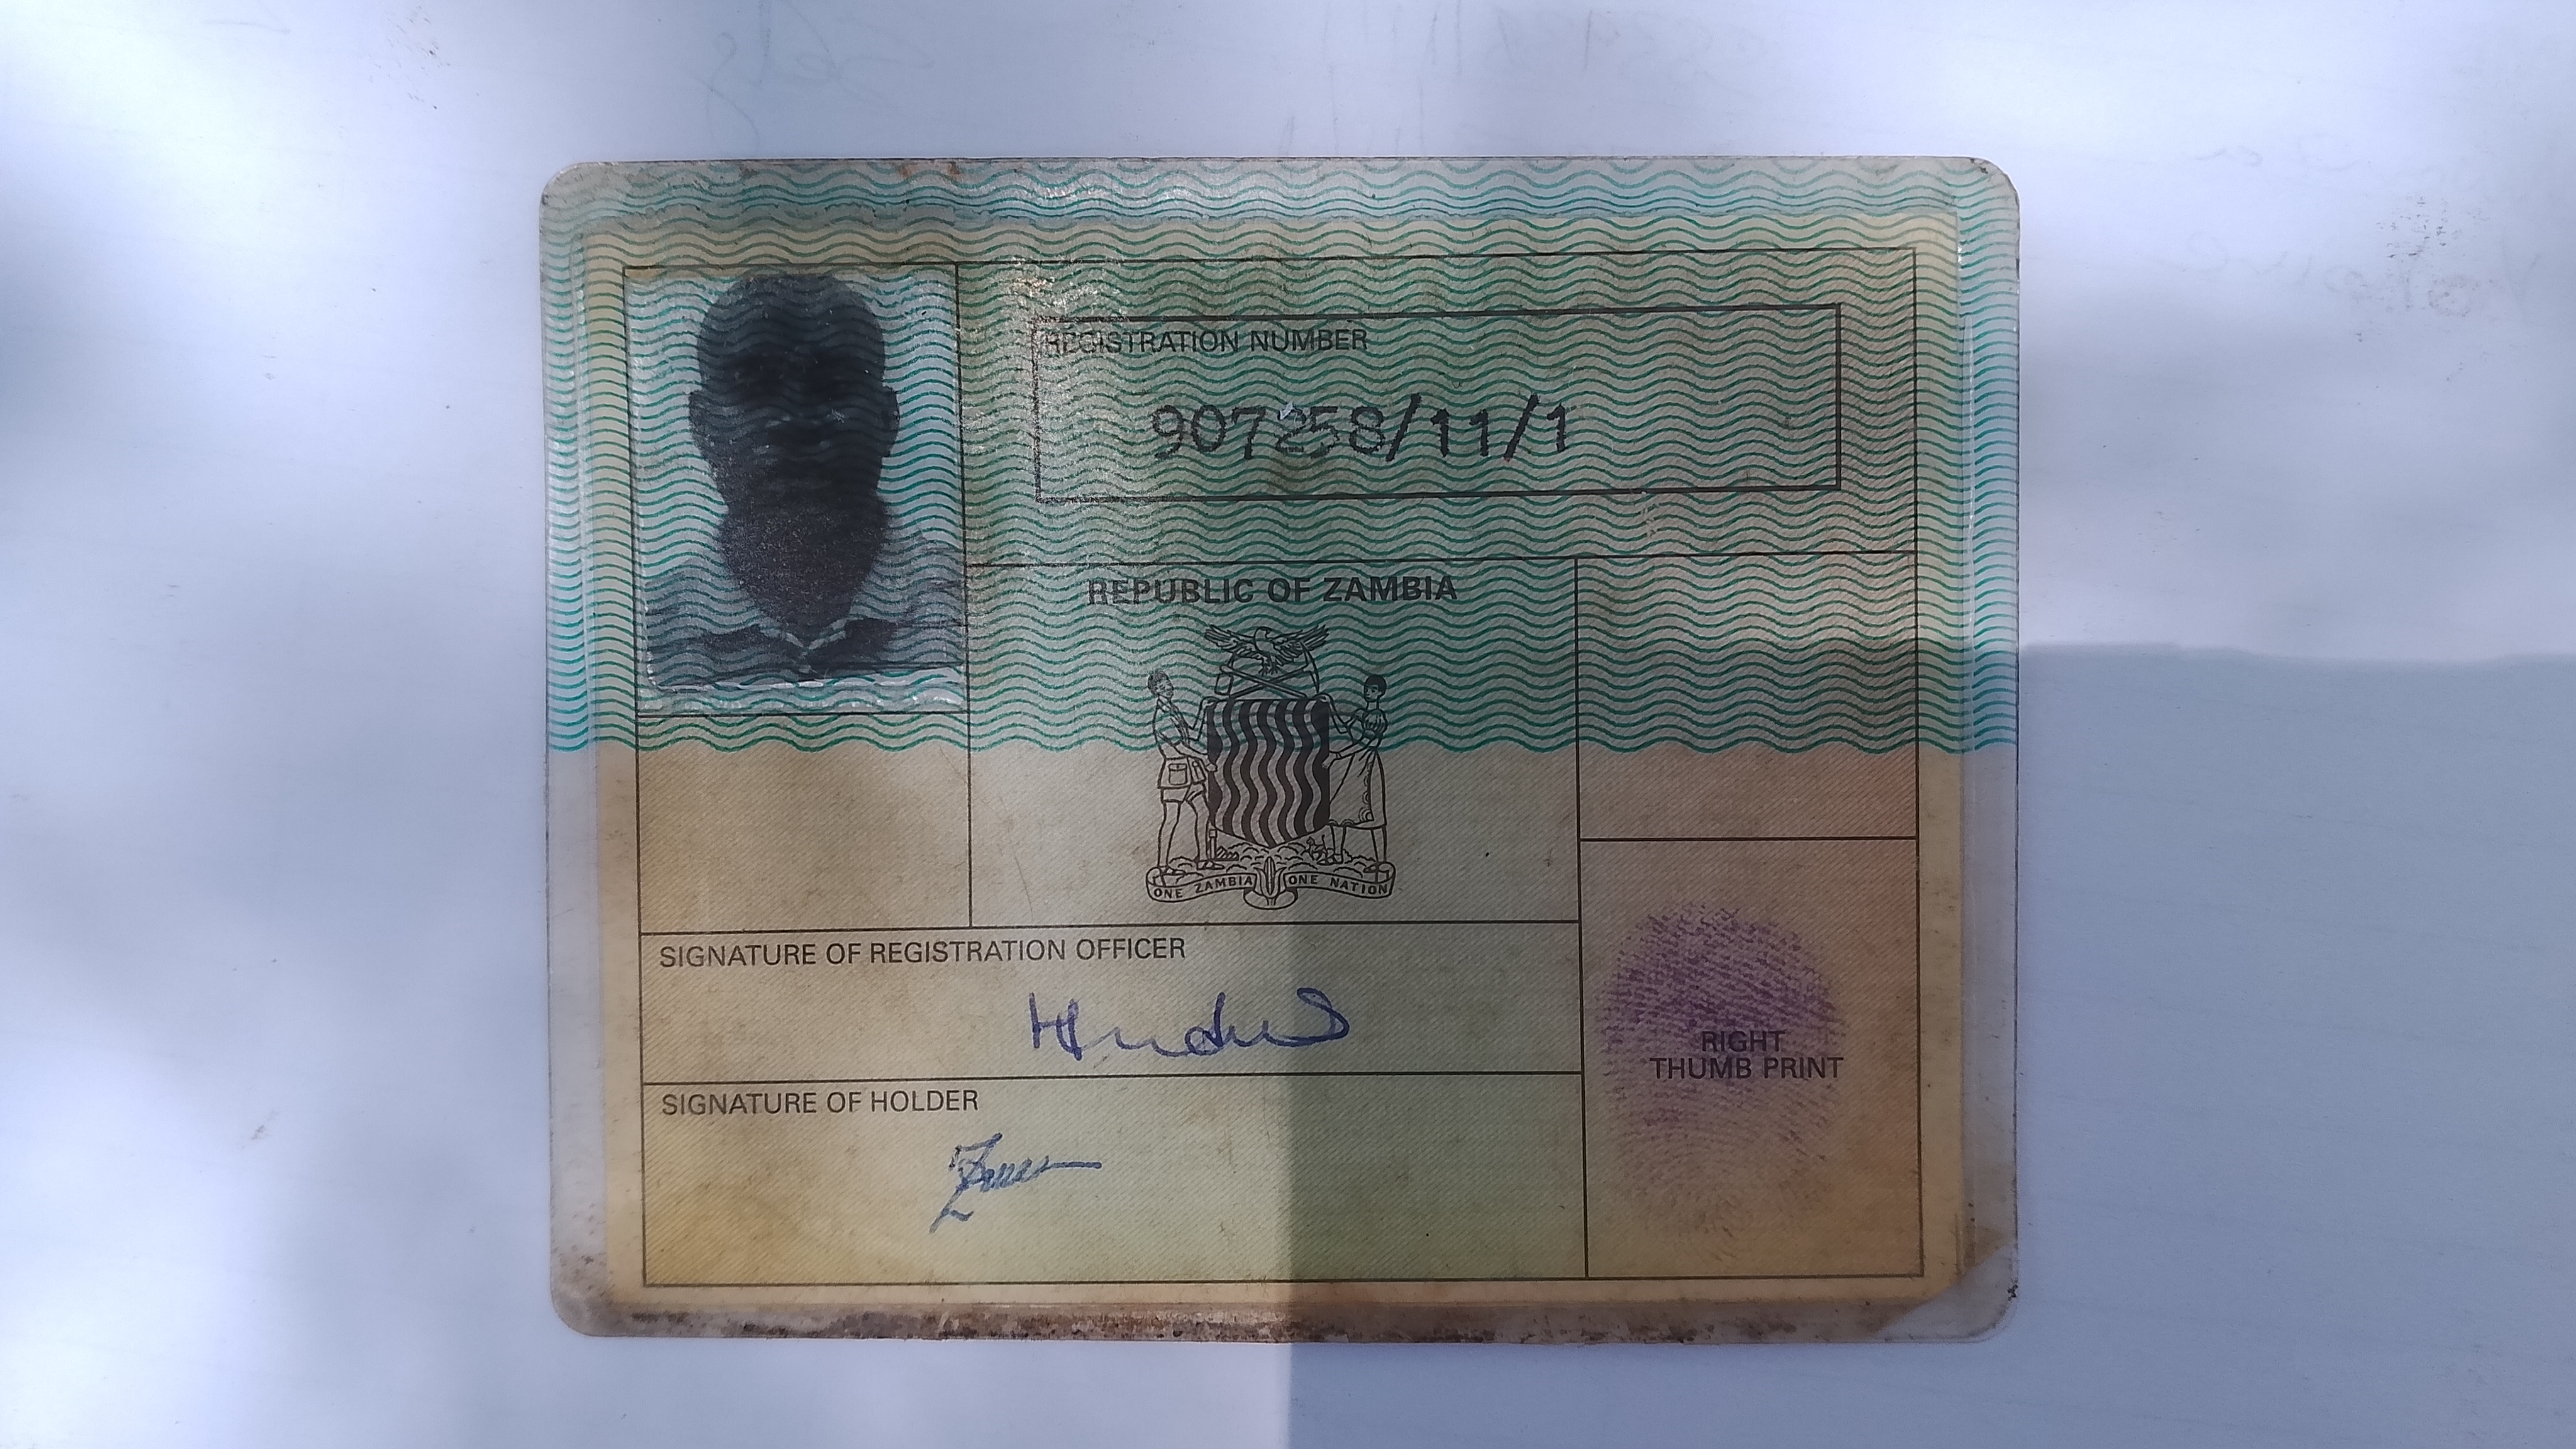 REGISTRATION NUMBER
907258/11/1
REPUBLIC OF ZAMBIA
ONE ZAMBIA ONE NATION
SIGNATURE OF REGISTRATION OFFICER
SIGNATURE OF HOLDER
RIGHT
THUMB PRINT